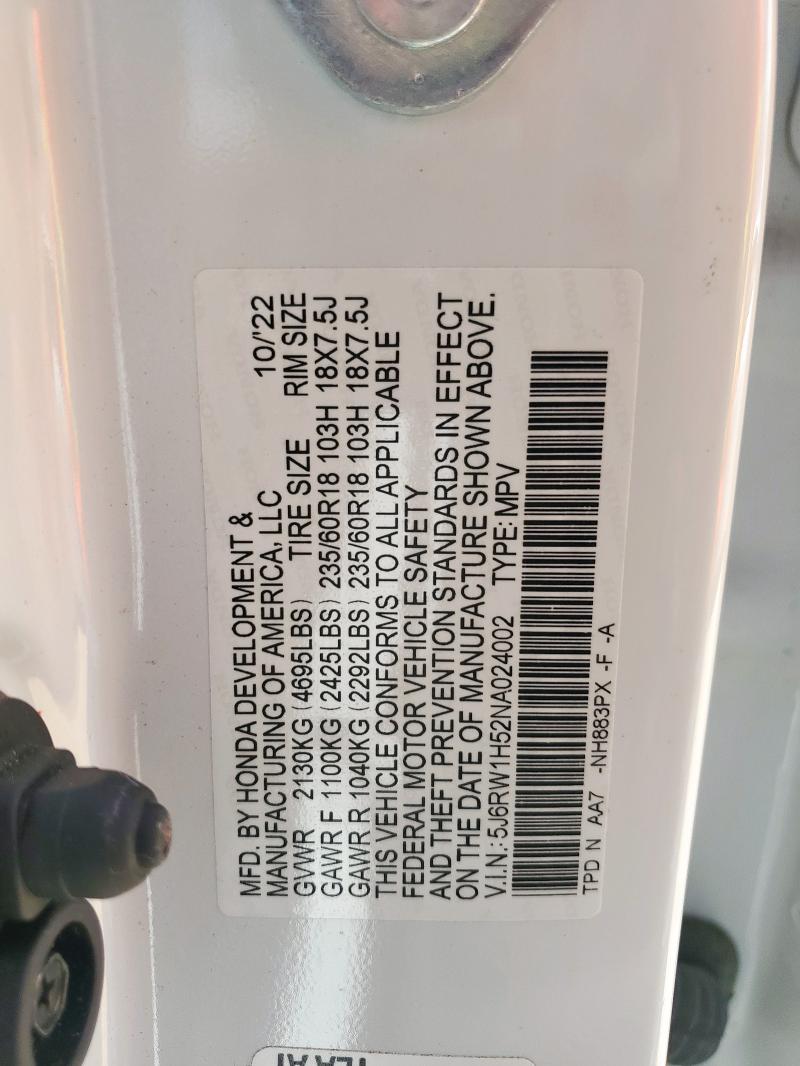 MFD. BY HONDA DEVELOPMENT &
MANUFACTURING OF AMERICA, LLC 10/'22
GVWR 2130KG (4695LBS) TIRE SIZE RIM SIZE
GAWR F 1100KG (2425LBS) 235/60R18 103H 18X7.5J
GAWR R 1040KG (2292LBS) 235/60R18 103H 18X7.5J
THIS VEHICLE CONFORMS TO ALL APPLICABLE
FEDERAL MOTOR VEHICLE SAFETY
AND THEFT PREVENTION STANDARDS IN EFFECT
ON THE DATE OF MANUFACTURE SHOWN ABOVE.
V.I.N.: 5J6RW1H52NA024002 TYPE: MPV
TPD N AA7 -NH883PX -F -A